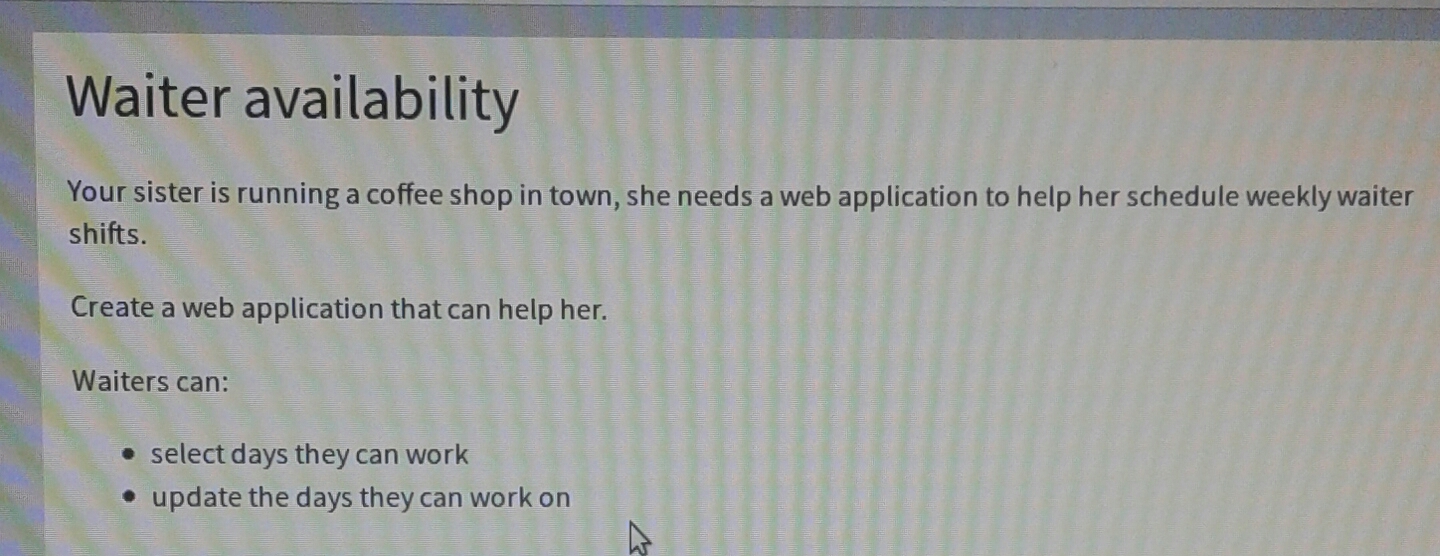 Waiter availability
Your sister is running a coffee shop in town, she needs a web application to help her schedule weekly waiter
shifts.
Create a web application that can help her.
Waiters can:
• select days they can work
• update the days they can work on